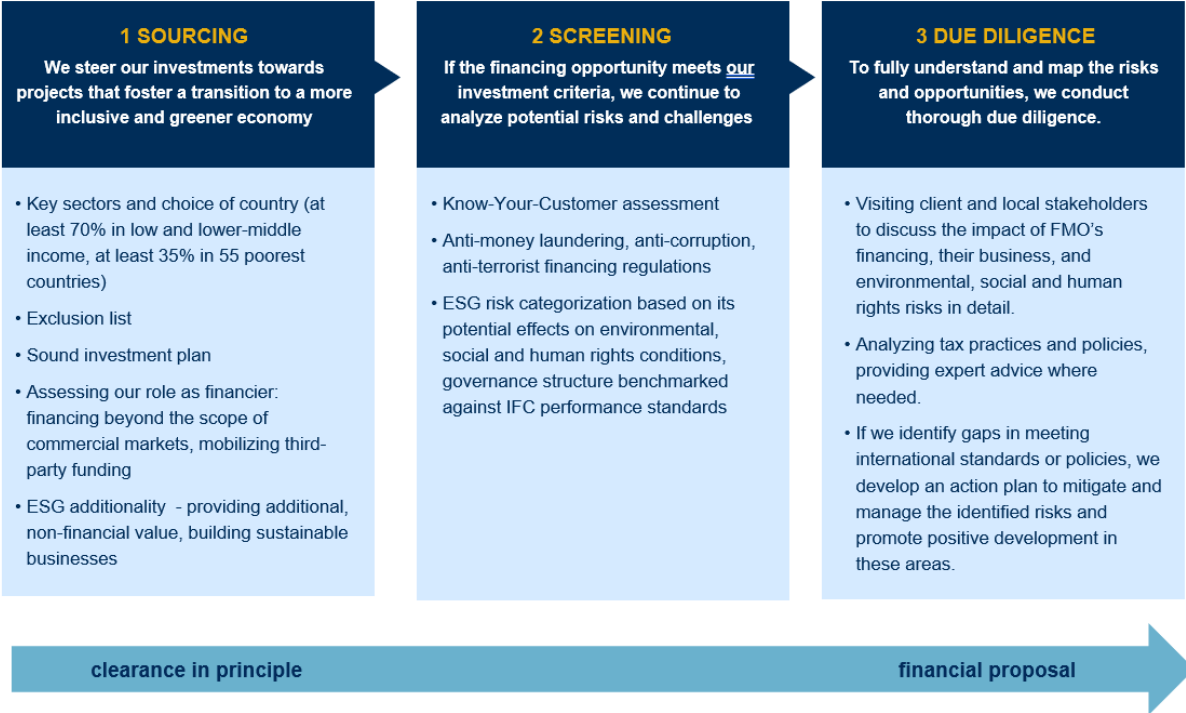 1 SOURCING
We steer our investments towards
projects that foster a transition to a more
inclusive and greener economy
• Key sectors and choice of country (at
least 70% in low and lower-middle
income, at least 35% in 55 poorest
countries)
• Exclusion list
• Sound investment plan
• Assessing our role as financier:
financing beyond the scope of
commercial markets, mobilizing third-
party funding
• ESG additionality - providing additional,
non-financial value, building sustainable
businesses
2 SCREENING
If the financing opportunity meets our
investment criteria, we continue to
analyze potential risks and challenges
• Know-Your-Customer assessment
• Anti-money laundering, anti-corruption,
anti-terrorist financing regulations
• ESG risk categorization based on its
potential effects on environmental,
social and human rights conditions,
governance structure benchmarked
against IFC performance standards
3 DUE DILIGENCE
To fully understand and map the risks
and opportunities, we conduct
thorough due diligence.
• Visiting client and local stakeholders
to discuss the impact of FMO’s
financing, their business, and
environmental, social and human
rights risks in detail.
• Analyzing tax practices and policies,
providing expert advice where
needed.
• If we identify gaps in meeting
international standards or policies, we
develop an action plan to mitigate and
manage the identified risks and
promote positive development in
these areas.
clearance in principle
financial proposal